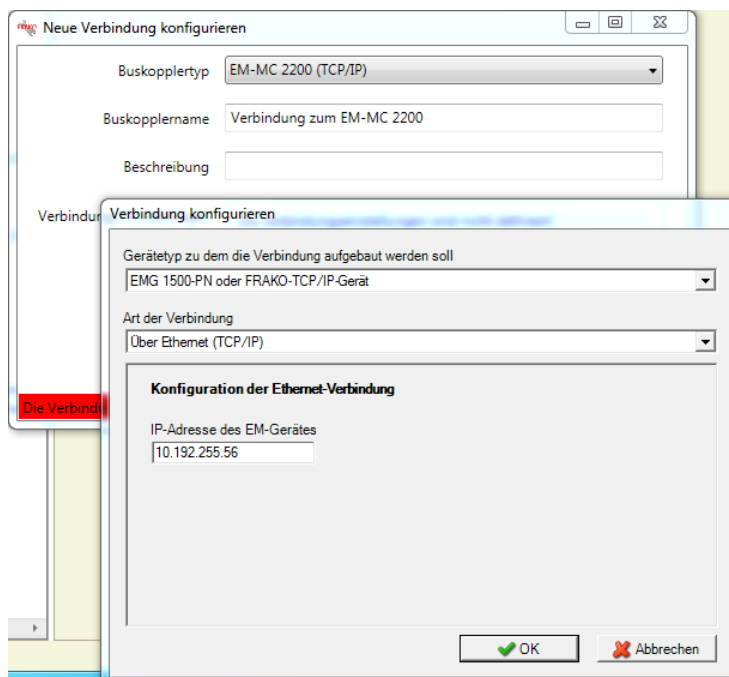 Neue Verbindung konfigurieren
Buskopplertyp
EM-MC 2200 (TCP/IP)
Buskopplername
Verbindung zum EM-MC 2200
Beschreibung
Verbindung konfigurieren
Gerätetyp zu dem die Verbindung aufgebaut werden soll
EMG 1500-PN oder FRAKO-TCP/IP-Gerät
Art der Verbindung
Über Ethernet (TCP/IP)
Die
Konfiguration der Ethernet-Verbindung
IP-Adresse des EM-Gerätes
10.192.255.56
OK
Abbrechen